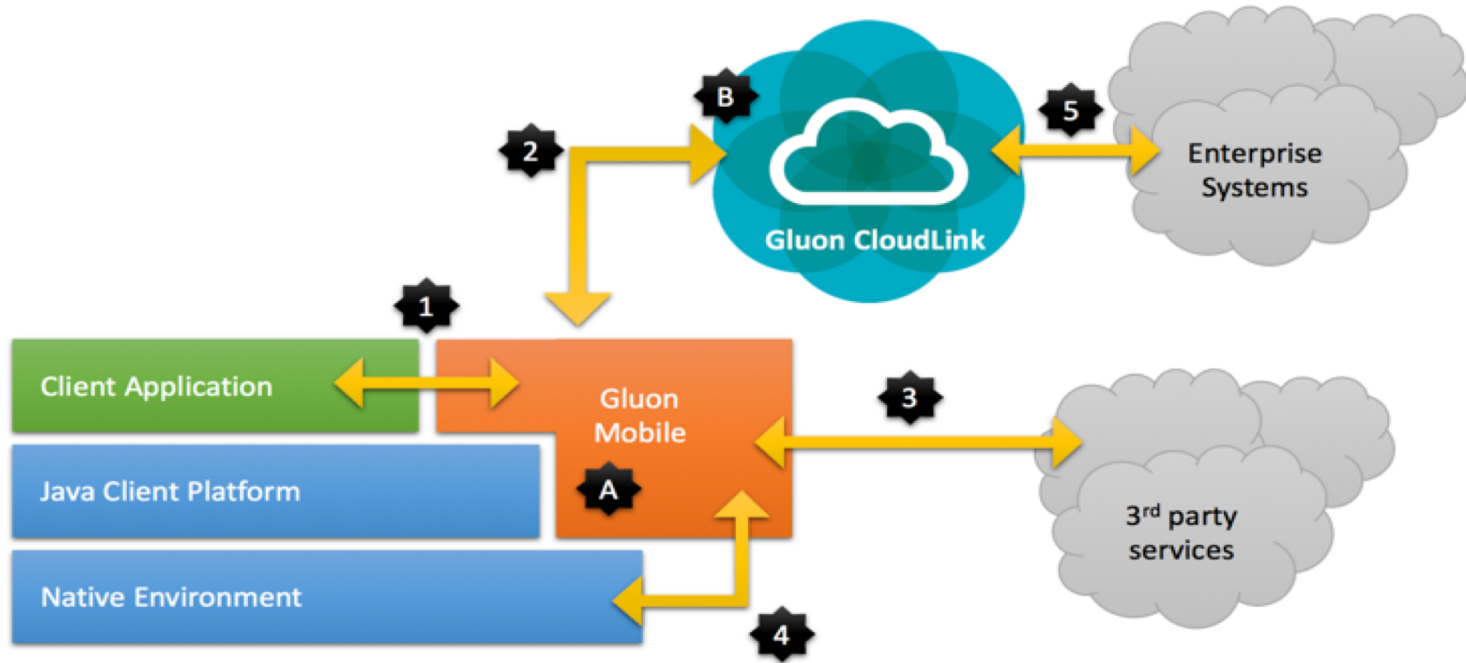 B
5
2
Enterprise
Systems
Gluon CloudLink
1
Client Application
Gluon
Mobile
3
Java Client Platform
A
3rd party
services
Native Environment
4